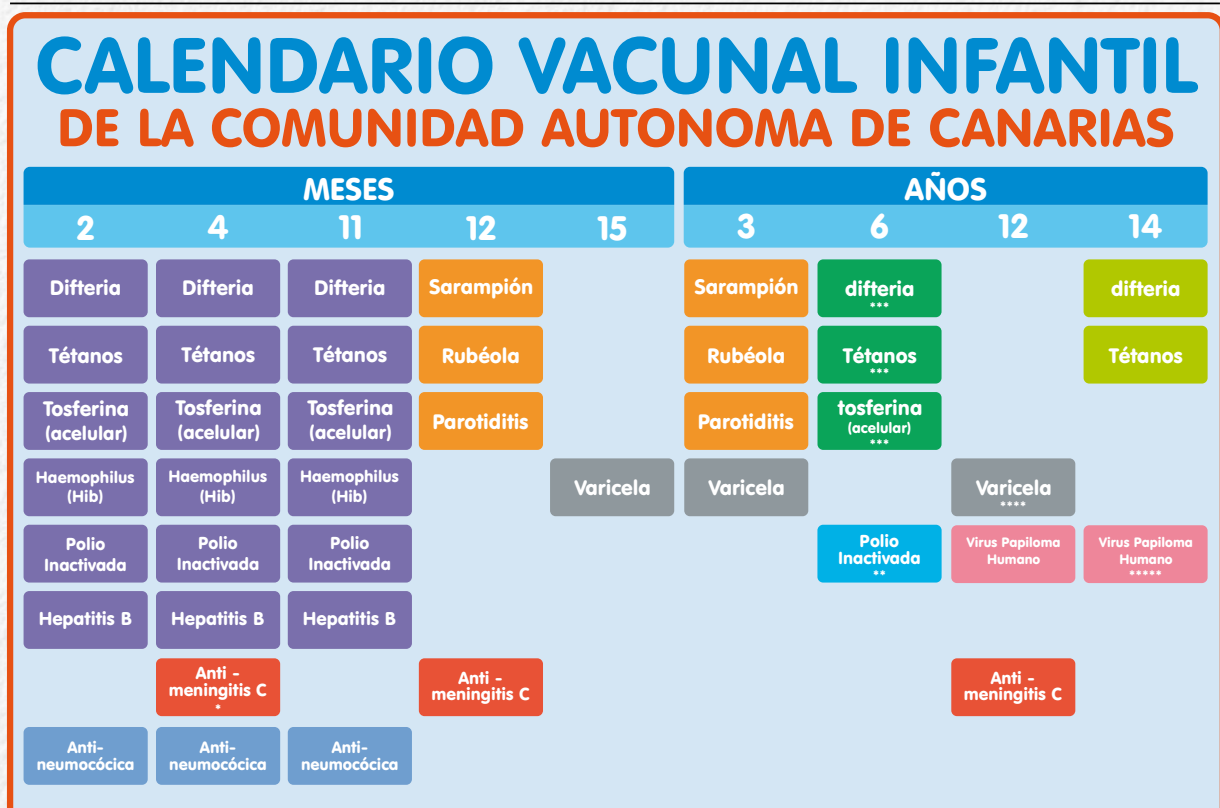 CALENDARIO VACUNAL INFANTIL
DE LA COMUNIDAD AUTONOMA DE CANARIAS
MESES AÑOS
2 4 11 12 15 3 6 12 14
Difteria Difteria Difteria Sarampión Sarampión difteria difteria
***
Tétanos Tétanos Tétanos Rubéola Rubéola Tétanos Tétanos
***
Tosferina Tosferina Tosferina Parotiditis Parotiditis tosferina
(acelular) (acelular) (acelular) (acelular)
***
Haemophilus Haemophilus Haemophilus Varicela Varicela Varicela
(Hib) (Hib) (Hib) ****
Polio Polio Polio Polio Virus Papiloma Virus Papiloma
Inactivada Inactivada Inactivada Inactivada Humano Humano
** *****
Hepatitis B Hepatitis B Hepatitis B
Anti - Anti - Anti -
meningitis C meningitis C meningitis C
*
Anti- Anti- Anti-
neumocócica neumocócica neumocócica